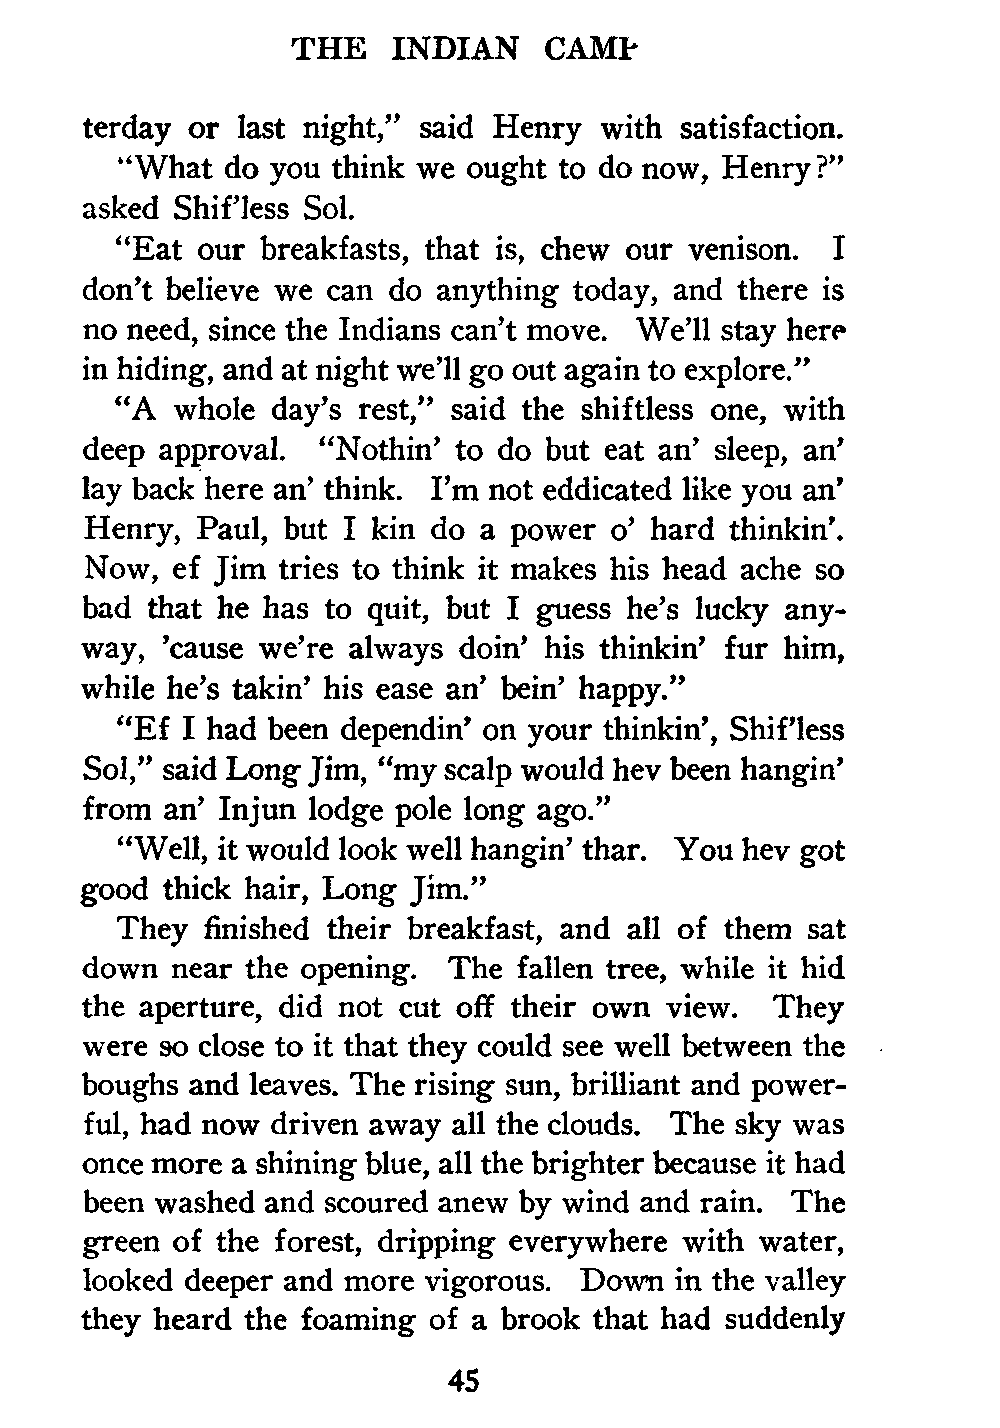 THE INDIAN CAMP
terday or last night,” said Henry with satisfaction.
“What do you think we ought to do now, Henry?”
asked Shif’less Sol.
“Eat our breakfasts, that is, chew our venison. I
don’t believe we can do anything today, and there is
no need, since the Indians can’t move. We’ll stay here
in hiding, and at night we’ll go out again to explore.”
“A whole day’s rest,” said the shiftless one, with
deep approval. “Nothin’ to do but eat an’ sleep, an’
lay back here an’ think. I’m not eddicated like you an’
Henry, Paul, but I kin do a power o’ hard thinkin’.
Now, ef Jim tries to think it makes his head ache so
bad that he has to quit, but I guess he’s lucky any-
way, ’cause we’re always doin’ his thinkin’ fur him,
while he’s takin’ his ease an’ bein’ happy.”
“Ef I had been dependin’ on your thinkin’, Shif’less
Sol,” said Long Jim, “my scalp would hev been hangin’
from an’ Injun lodge pole long ago.”
“Well, it would look well hangin’ thar. You hev got
good thick hair, Long Jim.”
They finished their breakfast, and all of them sat
down near the opening. The fallen tree, while it hid
the aperture, did not cut off their own view. They
were so close to it that they could see well between the
boughs and leaves. The rising sun, brilliant and power-
ful, had now driven away all the clouds. The sky was
once more a shining blue, all the brighter because it had
been washed and scoured anew by wind and rain. The
green of the forest, dripping everywhere with water,
looked deeper and more vigorous. Down in the valley
they heard the foaming of a brook that had suddenly
45